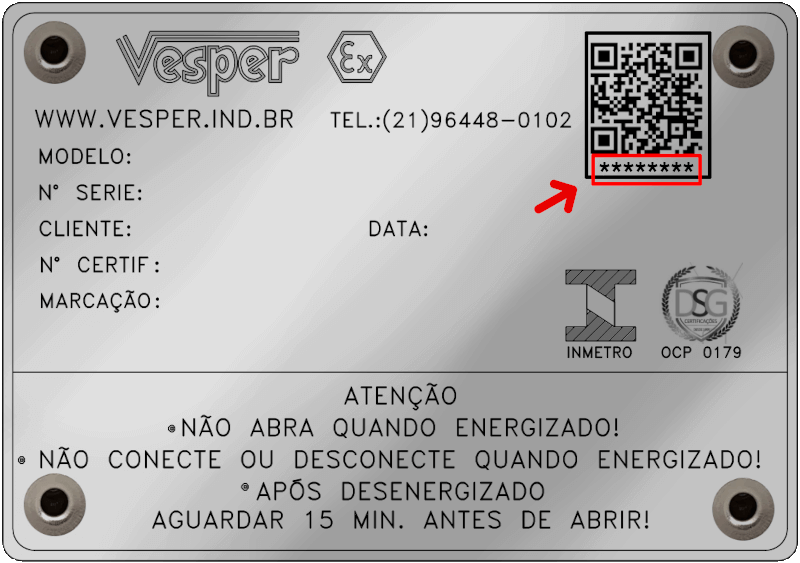 Vesper Ex
WWW.VESPER.IND.BR TEL.:(21)96448-0102
********
MODELO:
N° SERIE:
CLIENTE: DATA:
N° CERTIF:
MARCAÇÃO:
DSG
CERTIFICAÇÕES
INMETRO OCP 0179
ATENÇÃO
NÃO ABRA QUANDO ENERGIZADO!
NÃO CONECTE OU DESCONECTE QUANDO ENERGIZADO!
APÓS DESENERGIZADO
AGUARDAR 15 MIN. ANTES DE ABRIR!